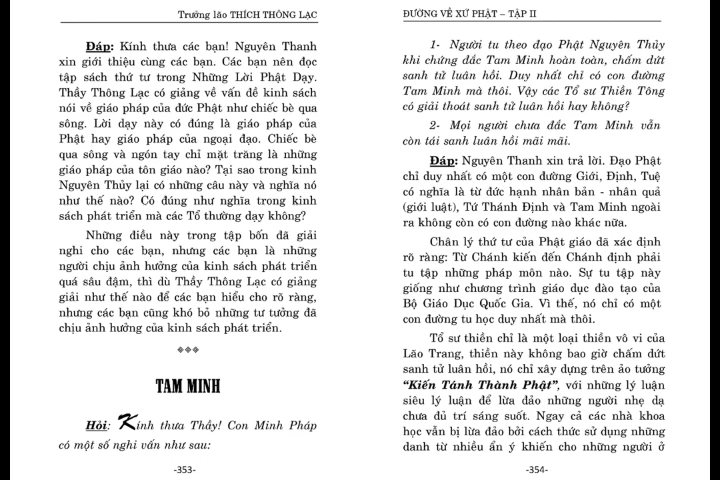 Trưởng lão THÍCH THÔNG LẠC
Đáp: Kính thưa các bạn! Nguyên Thanh
xin giới thiệu cùng các bạn. Các bạn nên đọc
tập sách thứ tư trong Những Lời Phật Dạy.
Thầy Thông Lạc có giảng về vấn đề kinh sách
nói về giáo pháp của đức Phật như chiếc bè qua
sông. Lời dạy này có đúng là giáo pháp của
Phật hay giáo pháp của ngoại đạo. Chiếc bè
qua sông và ngón tay chỉ mặt trăng là những
giáo pháp của tôn giáo nào? Tại sao trong kinh
Nguyên Thủy lại có những câu này và nghĩa nó
như thế nào? Có đúng như nghĩa trong kinh
sách phát triển mà các Tổ thường dạy không?
Những điều này trong tập bốn đã giải
nghi cho các bạn, nhưng các bạn là những
người chịu ảnh hưởng của kinh sách phát triển
quá sâu đậm, thì dù Thầy Thông Lạc có giảng
giải như thế nào để các bạn hiểu cho rõ ràng,
nhưng các bạn cũng khó bỏ những tư tưởng đã
chịu ảnh hưởng của kinh sách phát triển.
***
TAM MINH
Hỏi: Kính thưa Thầy! Con Minh Pháp
có một số nghi vấn như sau:
-353-
ĐƯỜNG VỀ XỨ PHẬT – TẬP II
1- Người tu theo đạo Phật Nguyên Thủy
khi chứng đắc Tam Minh hoàn toàn, chấm dứt
sanh tử luân hồi. Duy nhất chỉ có con đường
Tam Minh mà thôi. Vậy các Tổ sư Thiền Tông
có giải thoát sanh tử luân hồi hay không?
2- Mọi người chưa đắc Tam Minh vẫn
còn tái sanh luân hồi mãi mãi.
Đáp: Nguyên Thanh xin trả lời. Đạo Phật
chỉ duy nhất có một con đường Giới, Định, Tuệ
có nghĩa là từ đức hạnh nhân bản - nhân quả
(giới luật), Tứ Thánh Định và Tam Minh ngoài
ra không còn có con đường nào khác nữa.
Chân lý thứ tư của Phật giáo đã xác định
rõ ràng: Từ Chánh kiến đến Chánh định phải
tu tập những pháp môn nào. Sự tu tập này
giống như chương trình giáo dục đào tạo của
Bộ Giáo Dục Quốc Gia. Vì thế, nó chỉ có một
con đường tu học duy nhất mà thôi.
Tổ sư thiền chỉ là một loại thiền vô vi của
Lão Trang, thiền này không bao giờ chấm dứt
sanh tử luân hồi, nó chỉ xây dựng trên ảo tưởng
“Kiến Tánh Thành Phật”, với những lý luận
siêu lý luận để lừa đảo những người nhẹ dạ
chưa đủ trí sáng suốt. Ngay cả các nhà khoa
học vẫn bị lừa đảo bởi cách thức sử dụng những
danh từ nhiều ẩn ý khiến cho những người ở
-354-